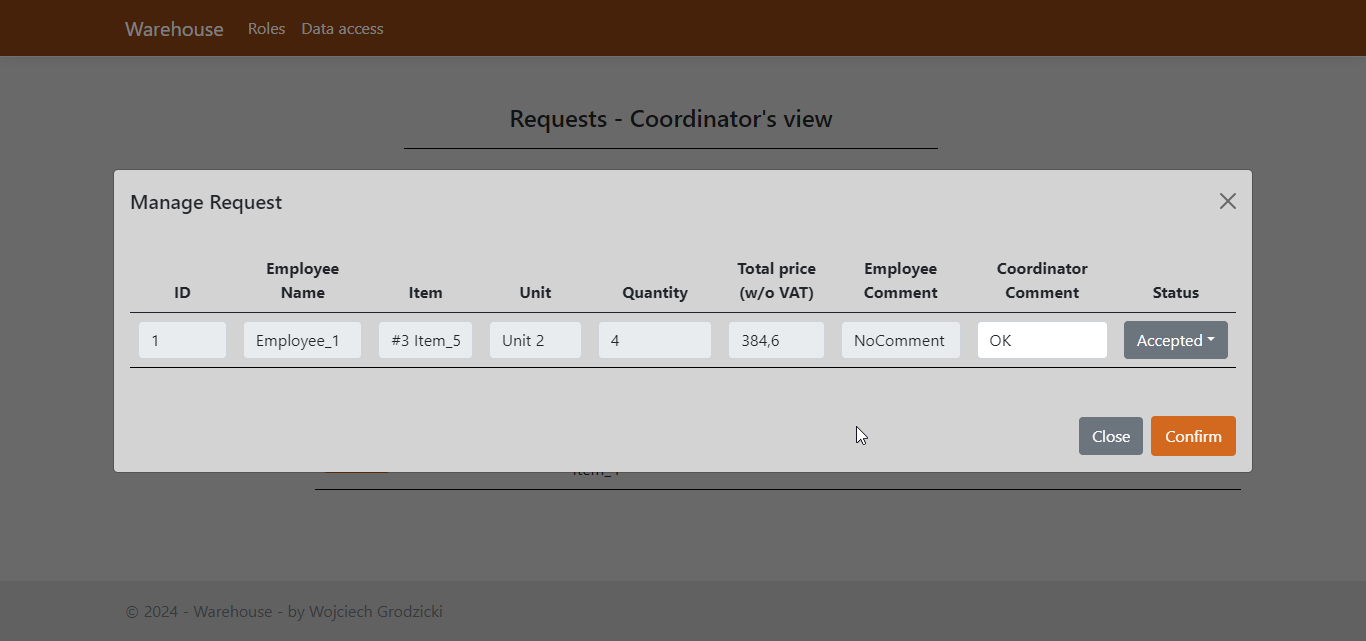 Warehouse Roles Data access
Requests - Coordinator's view
Manage Request
ID Employee Name Item Unit Quantity Total price (w/o VAT) Employee Comment Coordinator Comment Status
1 Employee_1 #3 Item_5 Unit 2 4 384,6 NoComment OK Accepted
Close Confirm
© 2024 - Warehouse - by Wojciech Grodzicki